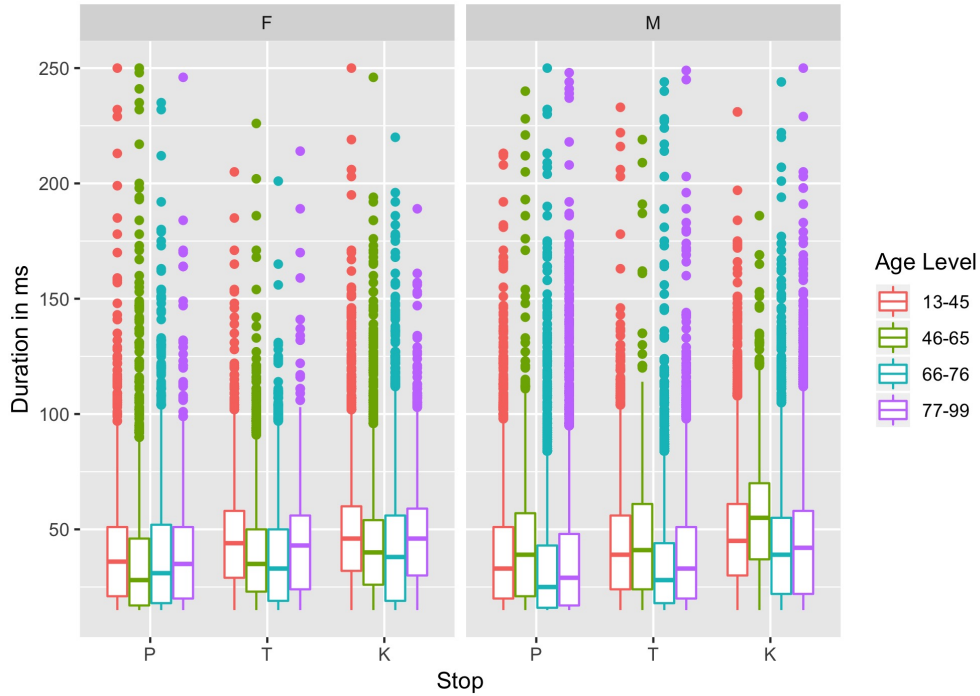 F
M
250
200
150
100
50
Duration in ms
P
T
K
P
T
K
Stop
Age Level
13-45
46-65
66-76
77-99